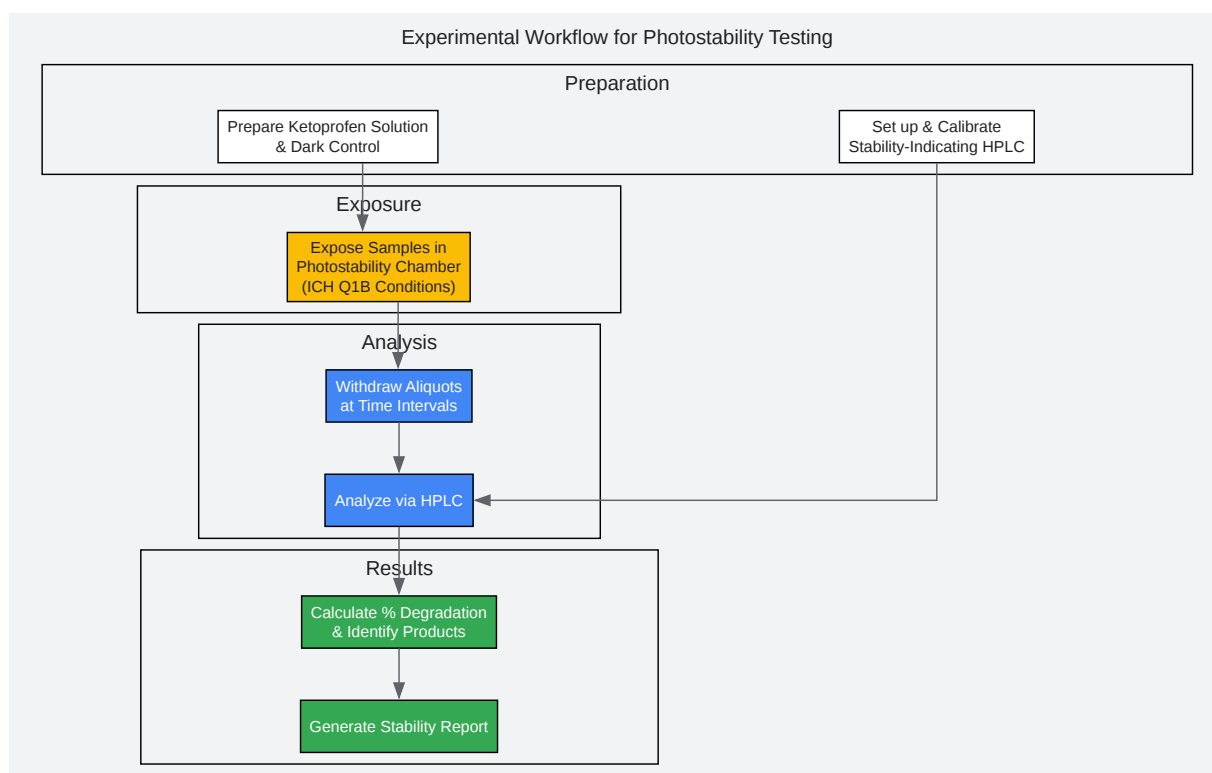 Experimental Workflow for Photostability Testing
Preparation
Prepare Ketoprofen Solution
& Dark Control
Set up & Calibrate
Stability-Indicating HPLC
Exposure
Expose Samples in
Photostability Chamber
(ICH Q1B Conditions)
Analysis
Withdraw Aliquots
at Time Intervals
Analyze via HPLC
Results
Calculate % Degradation
& Identify Products
Generate Stability Report